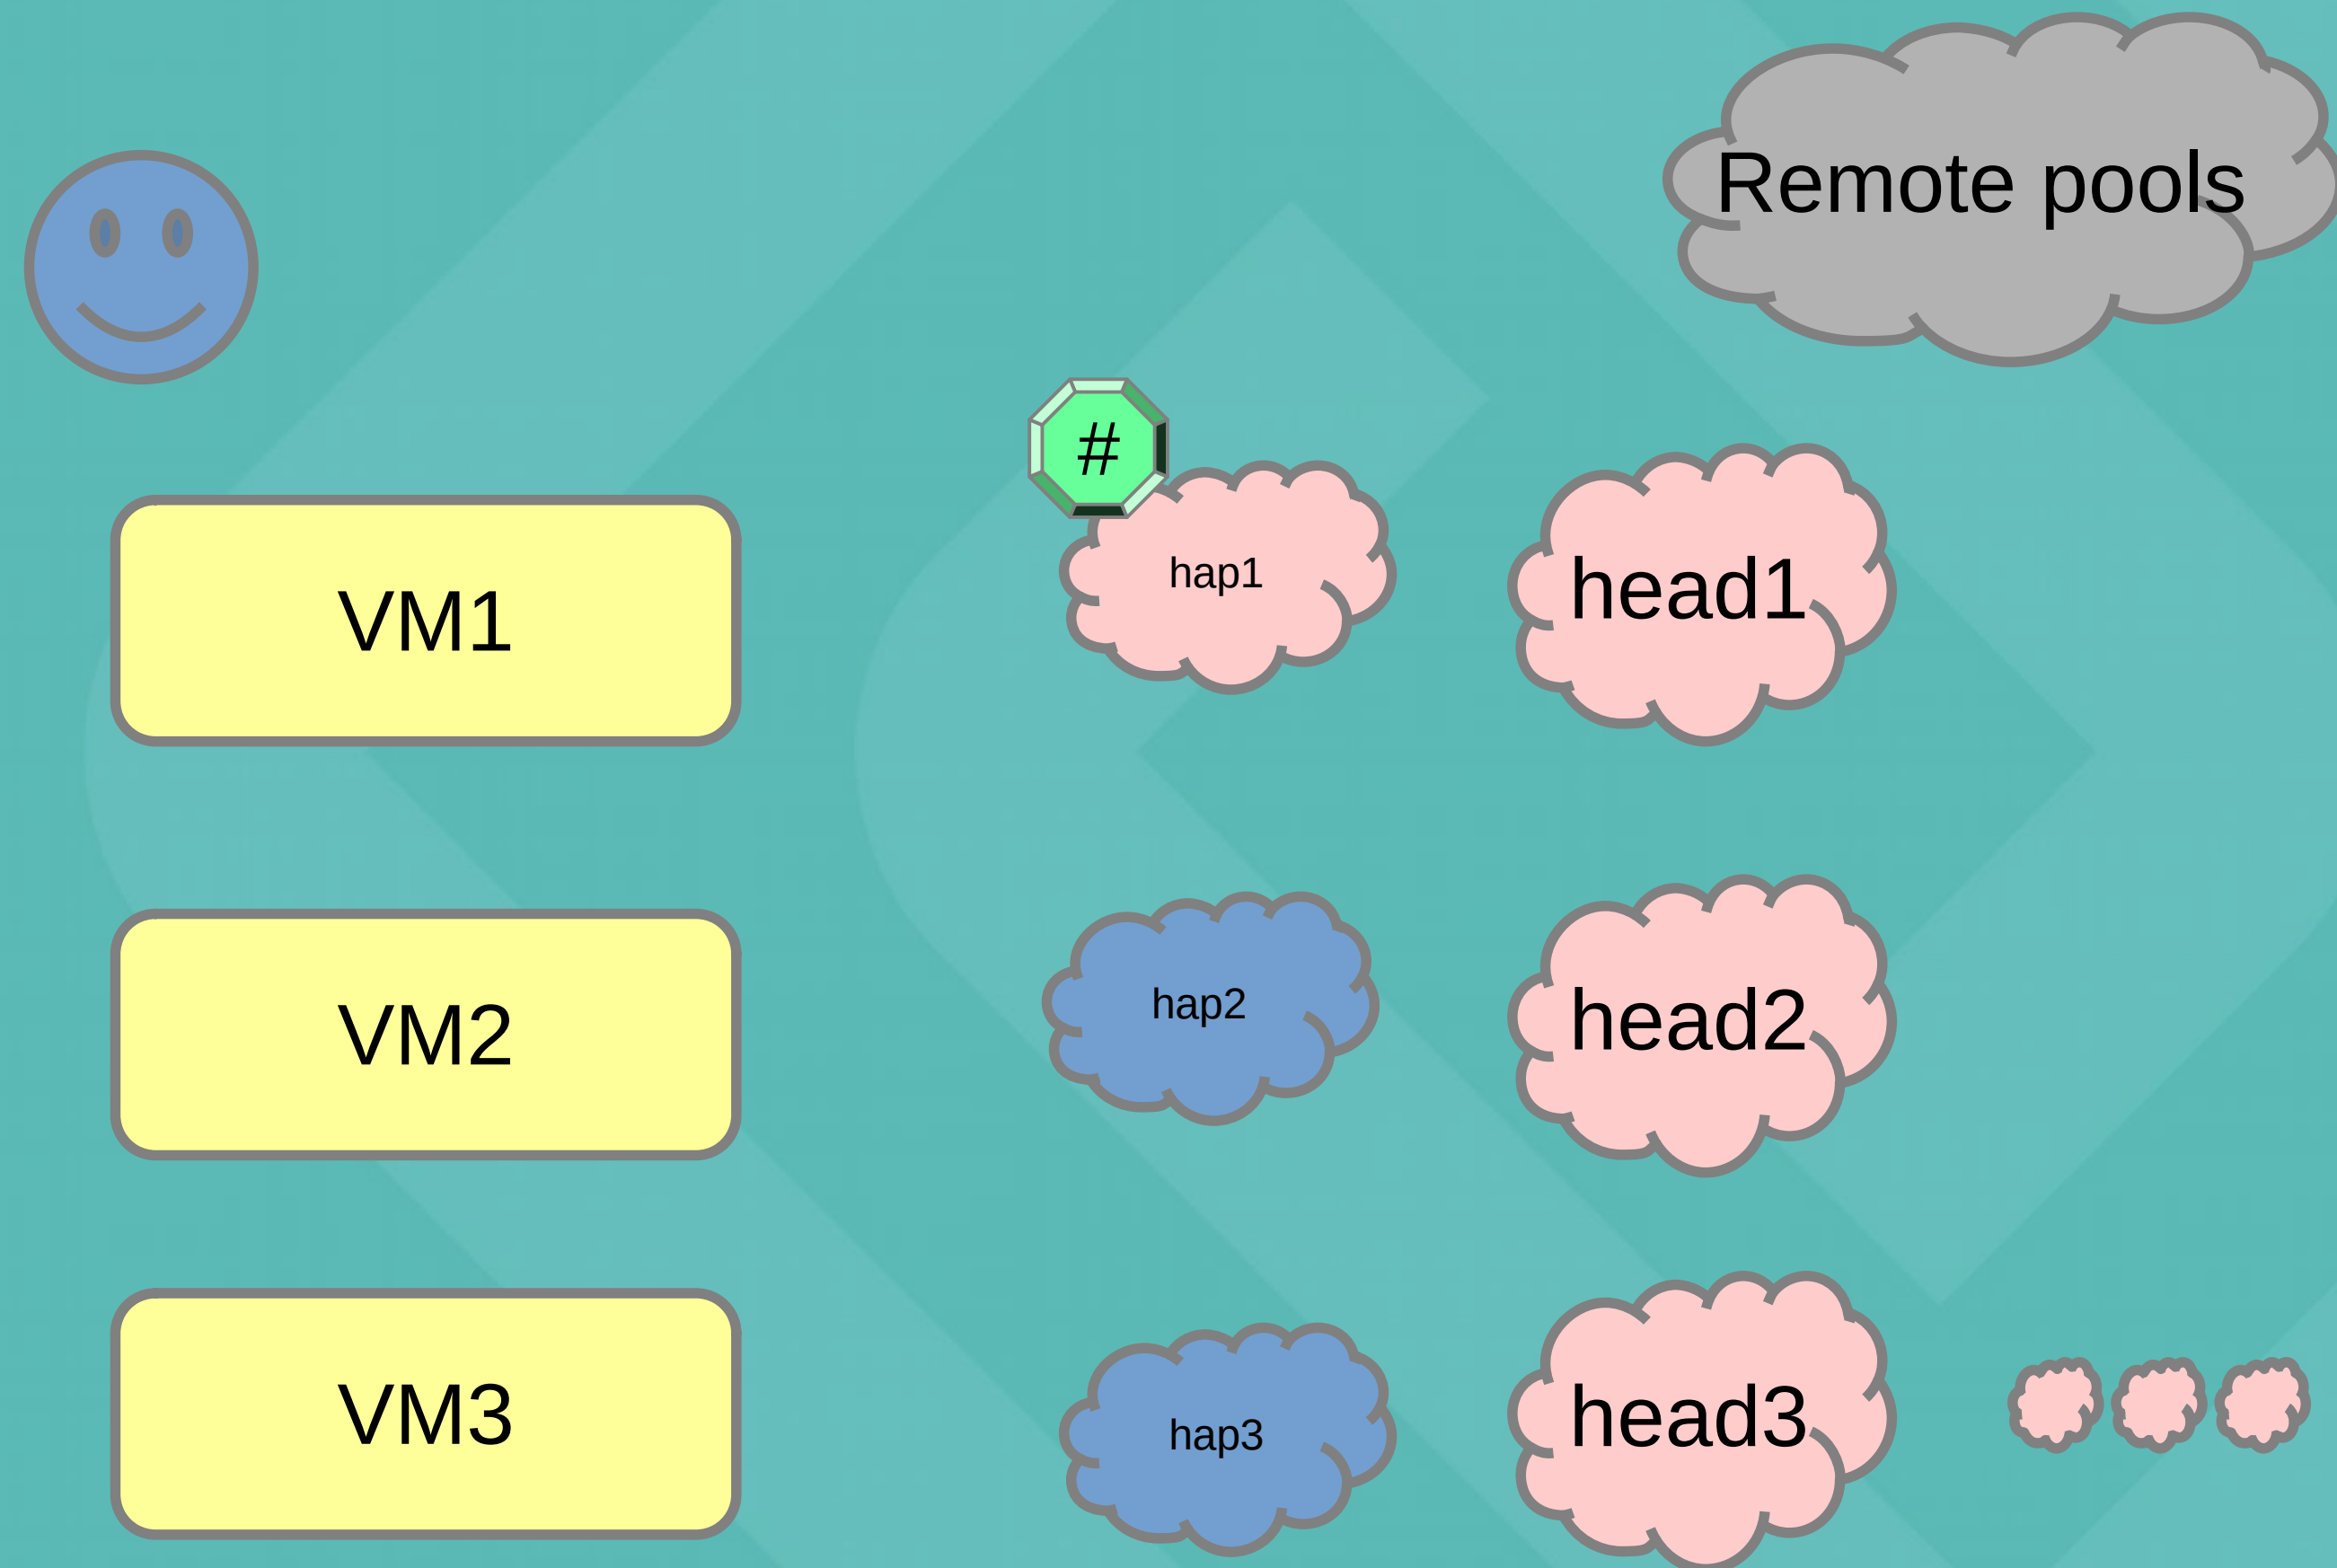 Remote pools
#
VM1
hap1
head1
VM2
hap2
head2
VM3
hap3
head3